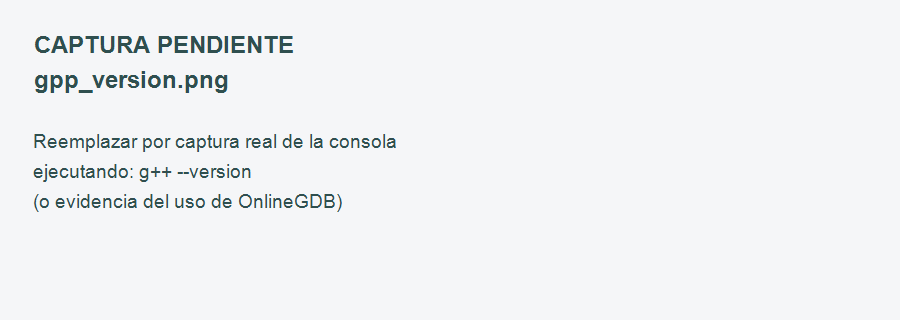 CAPTURA PENDIENTE
gpp_version.png
Reemplazar por captura real de la consola
ejecutando: g++ --version
(o evidencia del uso de OnlineGDB)